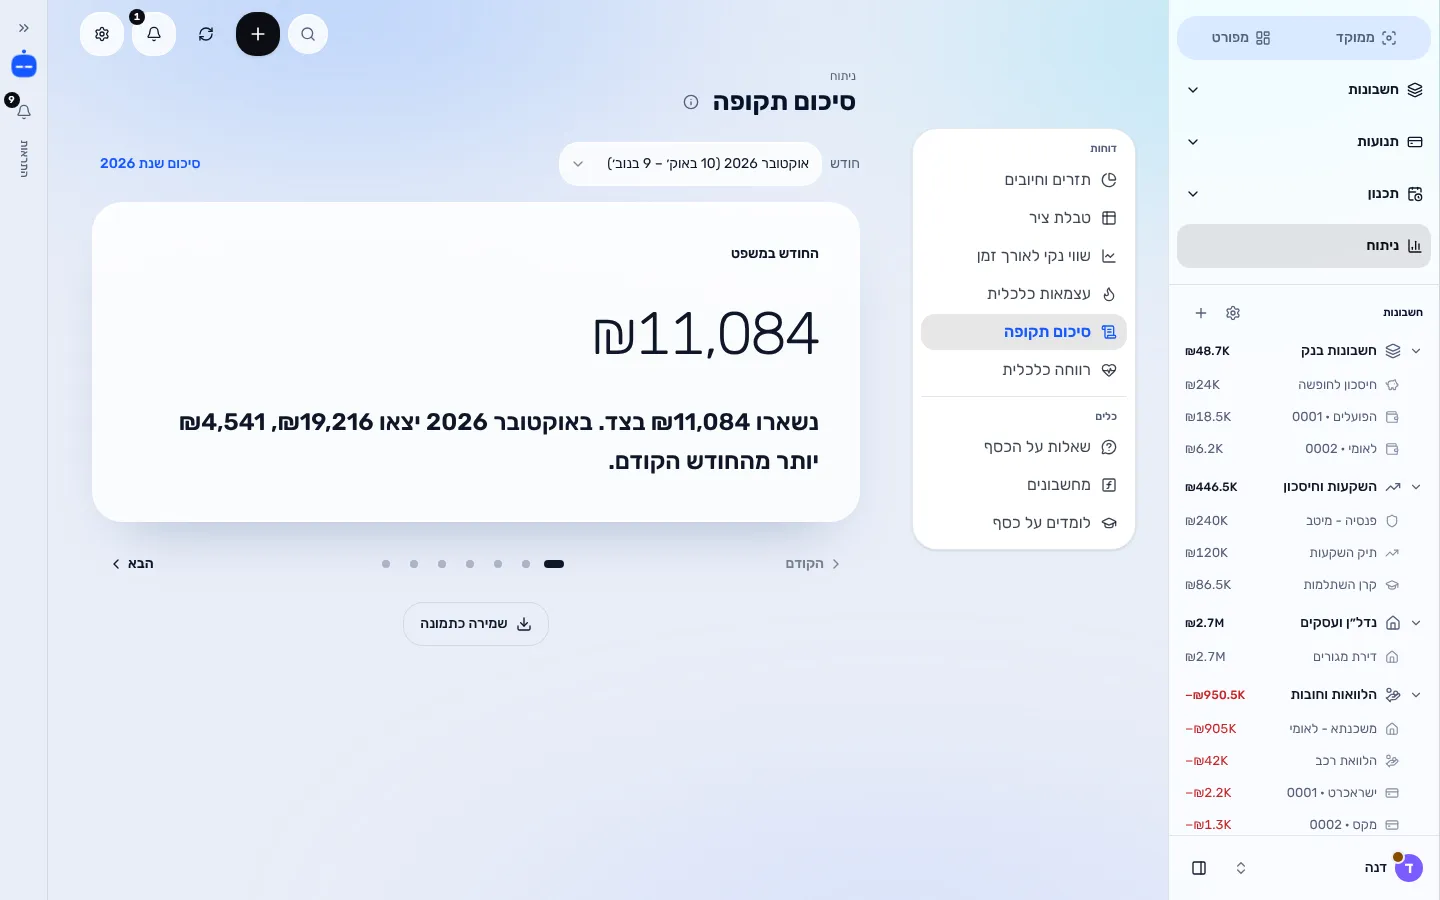 ממוקד
מפורט
חשבונות
תנועות
תכנון
ניתוח
חשבונות
חשבונות בנק ₪48.7K
חיסכון לחופשה ₪24K
הפועלים • 0001 ₪18.5K
לאומי • 0002 ₪6.2K
השקעות וחיסכון ₪446.5K
פנסיה - מיטב ₪240K
תיק השקעות ₪120K
קרן השתלמות ₪86.5K
נדל״ן ועסקים ₪2.7M
דירת מגורים ₪2.7M
הלוואות וחובות −₪950.5K
משכנתא - לאומי −₪905K
הלוואת רכב −₪42K
ישראכרט • 0001 −₪2.2K
מקס • 0002 −₪1.3K
ד
דנה
1
ניתוח
סיכום תקופה
דוחות
תזרים וחיובים
טבלת ציר
שווי נקי לאורך זמן
עצמאות כלכלית
סיכום תקופה
רווחה כלכלית
כלים
שאלות על הכסף
מחשבונים
לומדים על כסף
חודש
אוקטובר 2026 (10 באוק׳ – 9 בנוב׳)
סיכום שנת 2026
החודש במשפט
₪11,084
נשארו ₪11,084 בצד. באוקטובר 2026 יצאו ₪19,216, ₪4,541
יותר מהחודש הקודם.
הקודם
הבא
שמירה כתמונה
9
התראות